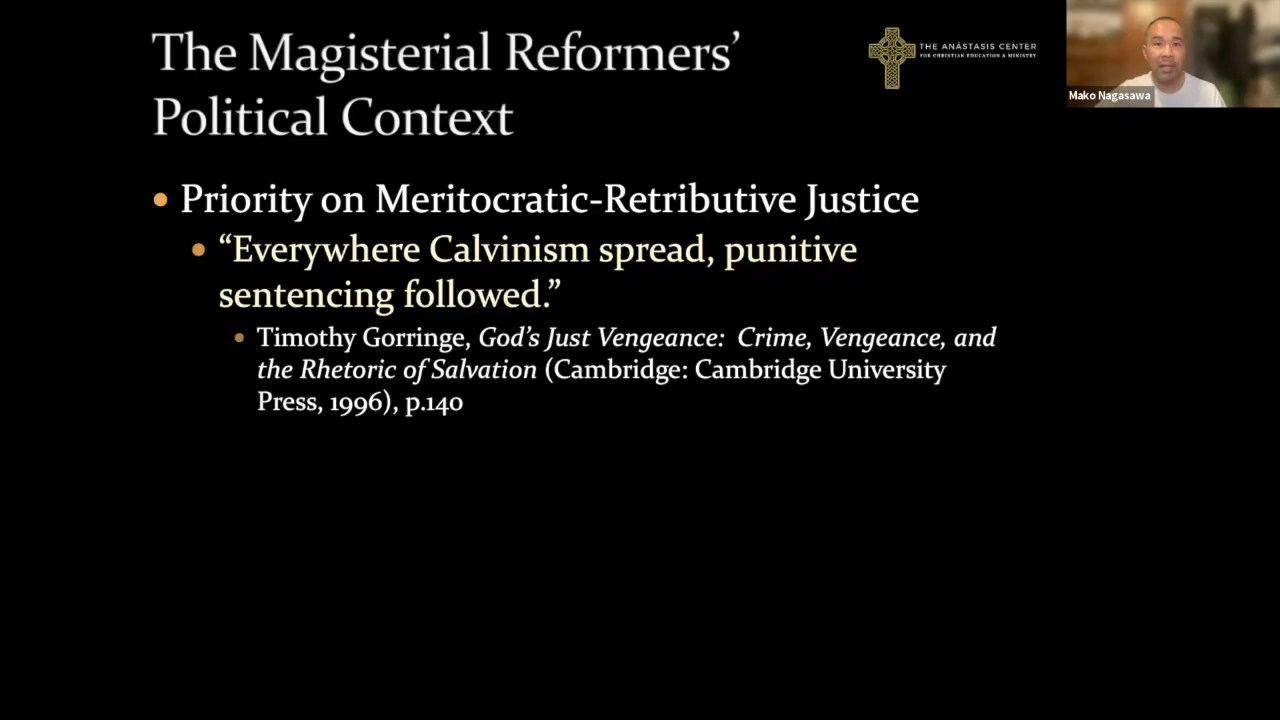 The Magisterial Reformers’
Political Context
THE ANÁSTASIS CENTER
FOR CHRISTIAN EDUCATION & MINISTRY
Mako Nagasawa
• Priority on Meritocratic-Retributive Justice
• “Everywhere Calvinism spread, punitive
sentencing followed.”
• Timothy Gorringe, God’s Just Vengeance:  Crime, Vengeance, and
the Rhetoric of Salvation (Cambridge: Cambridge University
Press, 1996), p.140